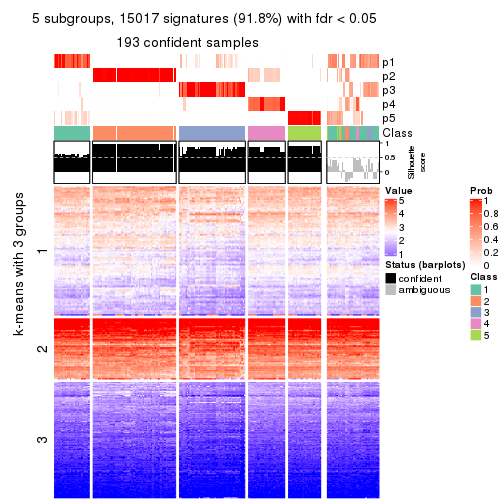 5 subgroups, 15017 signatures (91.8%) with fdr < 0.05
193 confident samples
p1
p2
p3
p4
p5
Class
1
0.5
0
Silhouette
score
k-means with 3 groups
1
2
3
Value
5
4
3
2
1
Status (barplots)
confident
ambiguous
Prob
1
0.8
0.6
0.4
0.2
0
Class
1
2
3
4
5